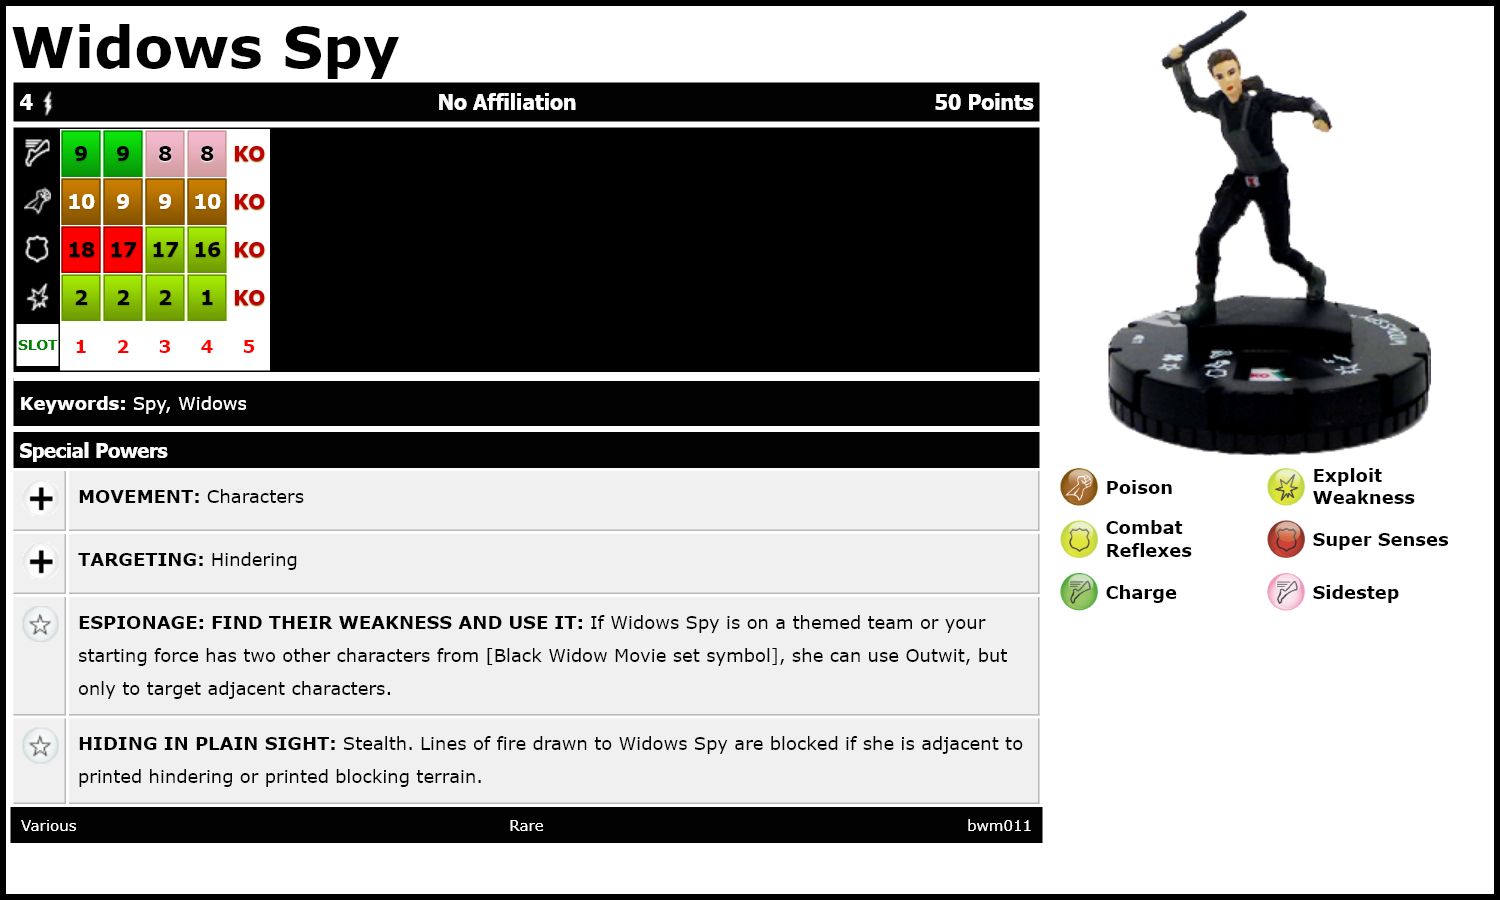 Widows Spy
4 No Affiliation 50 Points
9 9 8 8 KO
10 9 9 10 KO
18 17 17 16 KO
2 2 2 1 KO
SLOT 1 2 3 4 5
Keywords: Spy, Widows
Special Powers
MOVEMENT: Characters
TARGETING: Hindering
ESPIONAGE: FIND THEIR WEAKNESS AND USE IT: If Widows Spy is on a themed team or your
starting force has two other characters from [Black Widow Movie set symbol], she can use Outwit, but
only to target adjacent characters.
HIDING IN PLAIN SIGHT: Stealth. Lines of fire drawn to Widows Spy are blocked if she is adjacent to
printed hindering or printed blocking terrain.
Various Rare bwm011
WIDOWS SPY
KO
Poison
Exploit
Weakness
Combat
Reflexes
Super Senses
Charge
Sidestep